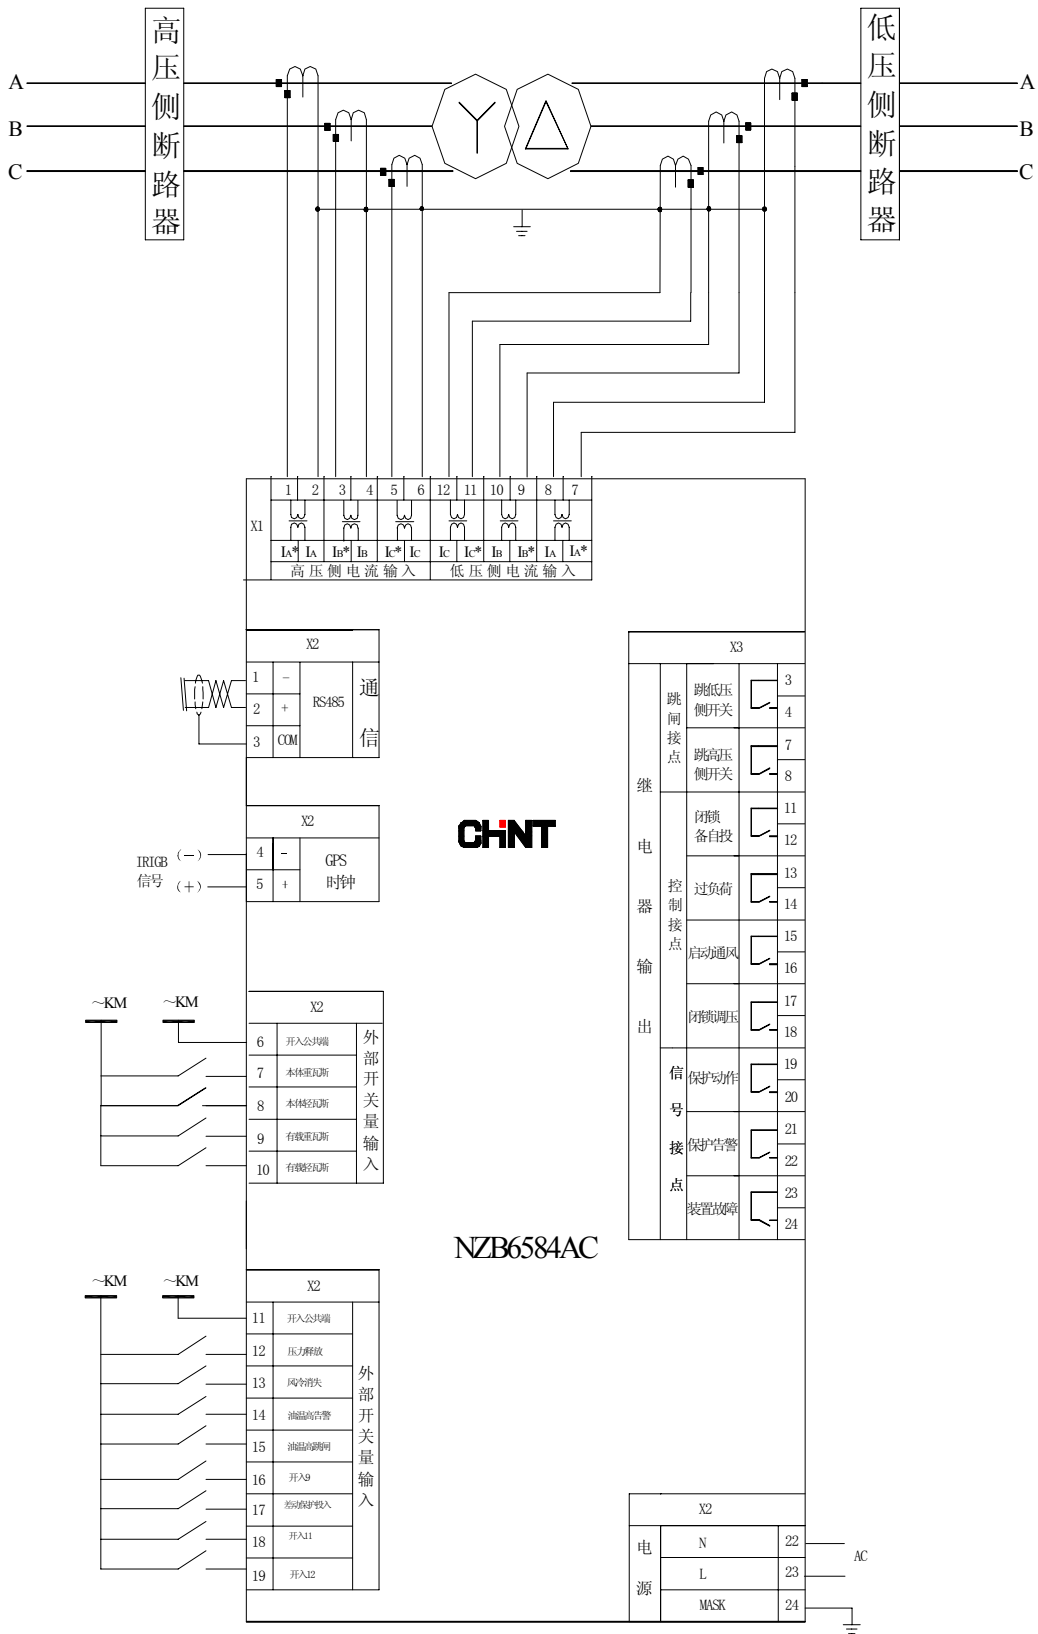 高压侧断路器
低压侧断路器
A
A
B
B
C
C
X1
1 2 3 4 5 6 12 11 10 9 8 7
IA* IA IB* IB IC* IC IC IC* IB IB* IA IA*
高压侧电流输入 低压侧电流输入
X2
1 -
2 + RS485
3 COM
通信
X2
IRIGB (-) 4 -
信号 (+) 5 +
GPS
时钟
CHNT
~KM ~KM
X2
6 开入公共端
7 本体重瓦斯
8 本体轻瓦斯
9 有载重瓦斯
10 有载轻瓦斯
外部开关量输入
NZB6584AC
~KM ~KM
X2
11 开入公共端
12 压力释放
13 风冷消失
14 油温高告警
15 油温高跳闸
16 开入9
17 差动保护投入
18 开入11
19 开入12
外部开关量输入
X3
继电器输出
跳闸接点
跳低压 3
侧开关 4
跳高压 7
侧开关 8
控制接点
闭锁 11
备自投 12
过负荷 13
14
启动通风 15
16
闭锁调压 17
18
信号接点
保护动作 19
20
保护告警 21
22
装置故障 23
24
X2
电源
N 22
L 23
AC
MASK 24